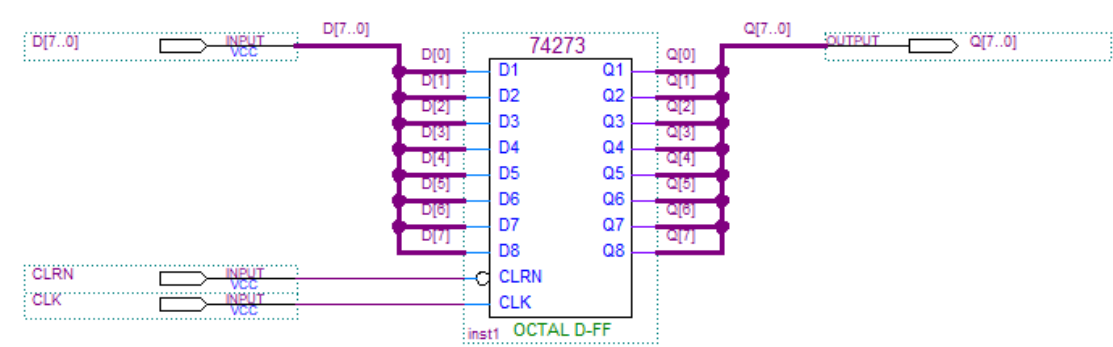 D[7..0]
INPUT
VCC
D[7..0]
D[0]
D[1]
D[2]
D[3]
D[4]
D[5]
D[6]
D[7]
74273
D1 Q1
D2 Q2
D3 Q3
D4 Q4
D5 Q5
D6 Q6
D7 Q7
D8 Q8
CLRN
CLK
inst1 OCTAL D-FF
Q[0]
Q[1]
Q[2]
Q[3]
Q[4]
Q[5]
Q[6]
Q[7]
Q[7..0]
OUTPUT Q[7..0]
CLRN
INPUT
VCC
CLK
INPUT
VCC